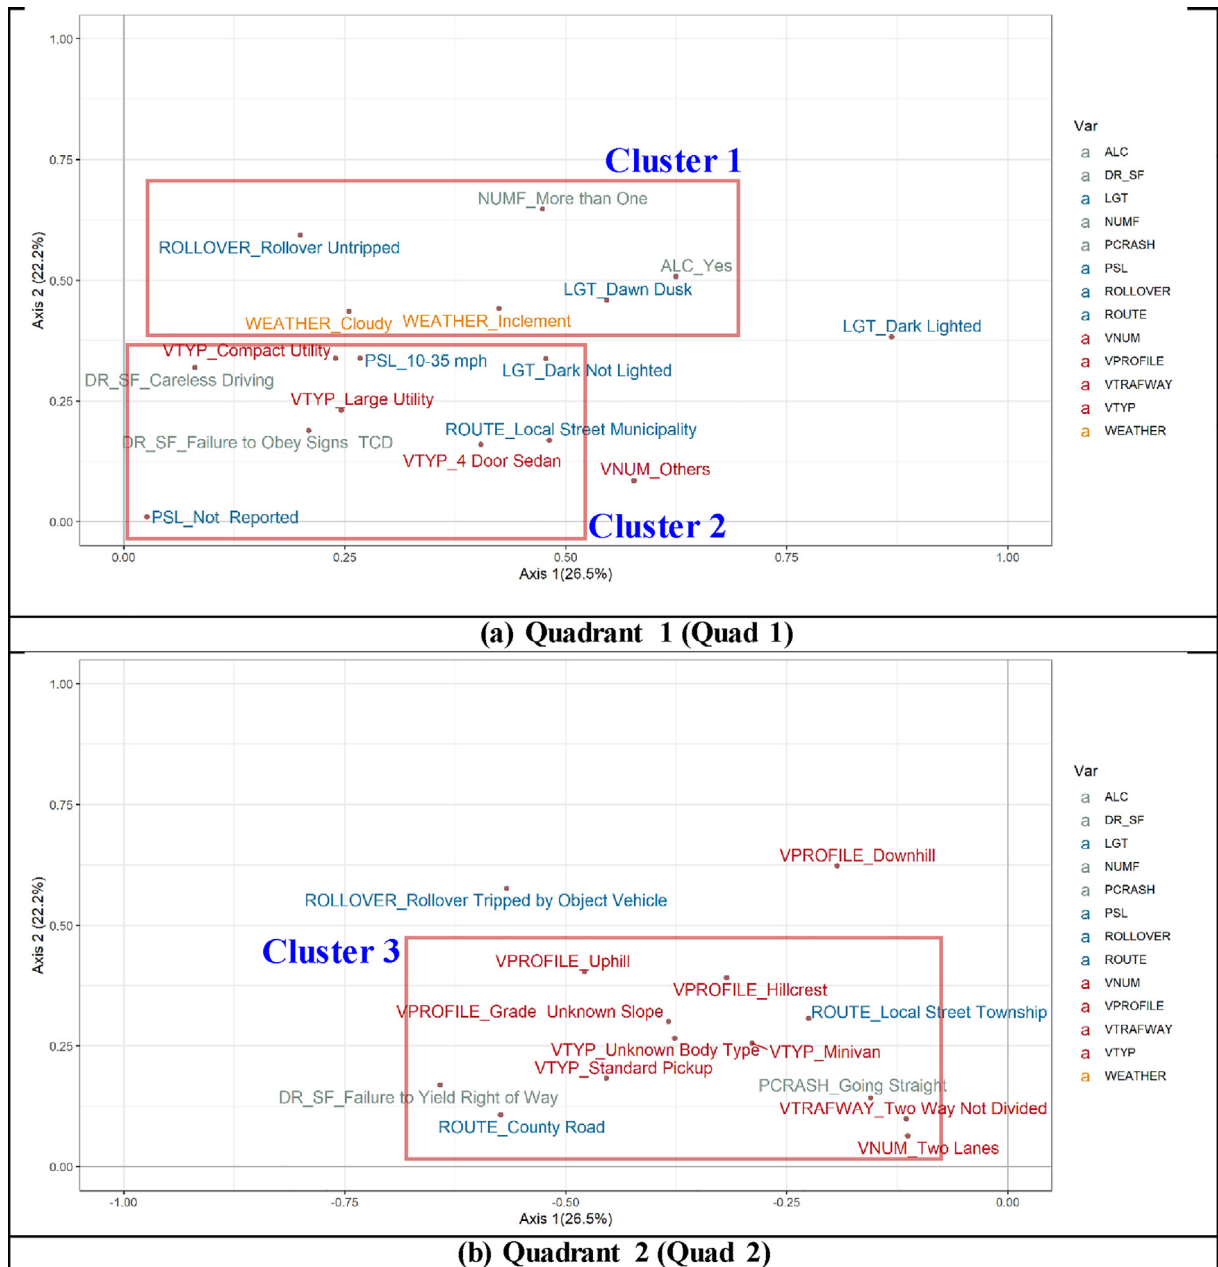 1.00
0.75
0.50
0.25
0.00
Axis 2 (22.2%)
Cluster 1
NUMF_More than One
ROLLOVER_Rollover Untripped
ALC_Yes
LGT_Dawn Dusk
WEATHER_Cloudy
WEATHER_Inclement
LGT_Dark Lighted
VTYP_Compact Utility
PSL_10-35 mph
LGT_Dark Not Lighted
DR_SF_Careless Driving
VTYP_Large Utility
ROUTE_Local Street Municipality
DR_SF_Failure to Obey Signs TCD
VTYP_4 Door Sedan
VNUM_Others
PSL_Not Reported
Cluster 2
0.00 0.25 0.50 0.75 1.00
Axis 1(26.5%)
Var
a ALC
a DR_SF
a LGT
a NUMF
a PCRASH
a PSL
a ROLLOVER
a ROUTE
a VNUM
a VPROFILE
a VTRAFWAY
a VTYP
a WEATHER
(a) Quadrant 1 (Quad 1)
1.00
0.75
0.50
0.25
0.00
Axis 2 (22.2%)
VPROFILE_Downhill
ROLLOVER_Rollover Tripped by Object Vehicle
Cluster 3
VPROFILE_Uphill
VPROFILE_Hillcrest
VPROFILE_Grade Unknown Slope
ROUTE_Local Street Township
VTYP_Unknown Body Type
VTYP_Minivan
VTYP_Standard Pickup
PCRASH_Going Straight
DR_SF_Failure to Yield Right of Way
VTRAFWAY_Two Way Not Divided
ROUTE_County Road
VNUM_Two Lanes
-1.00 -0.75 -0.50 -0.25 0.00
Axis 1(26.5%)
Var
a ALC
a DR_SF
a LGT
a NUMF
a PCRASH
a PSL
a ROLLOVER
a ROUTE
a VNUM
a VPROFILE
a VTRAFWAY
a VTYP
a WEATHER
(b) Quadrant 2 (Quad 2)